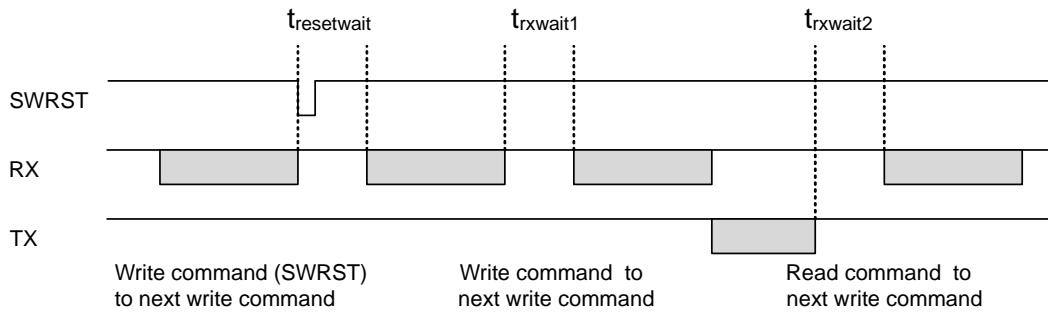 tresetwait trxwait1 trxwait2
SWRST
RX
TX
Write command (SWRST)
to next write command
Write command to
next write command
Read command to
next write command